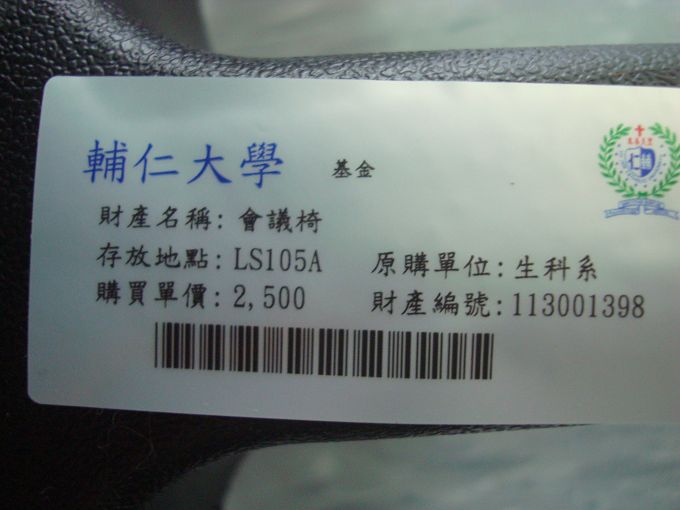 輔仁大學 基金
財產名稱: 會議椅
存放地點: LS105A 原購單位: 生科系
購買單價: 2,500 財產編號: 113001398